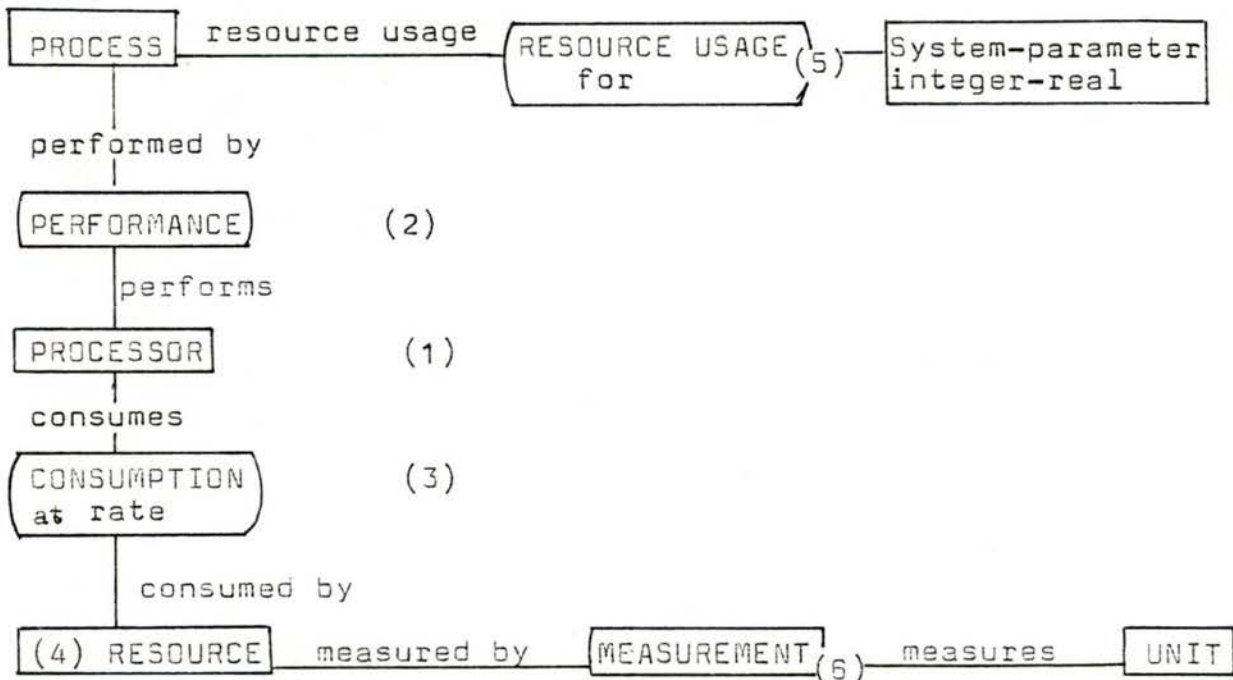 PROCESS resource usage RESOURCE USAGE (5) System-parameter
for integer-real
performed by
PERFORMANCE (2)
performs
PROCESSOR (1)
consumes
CONSUMPTION (3)
at rate
consumed by
(4) RESOURCE measured by MEASUREMENT (6) measures UNIT